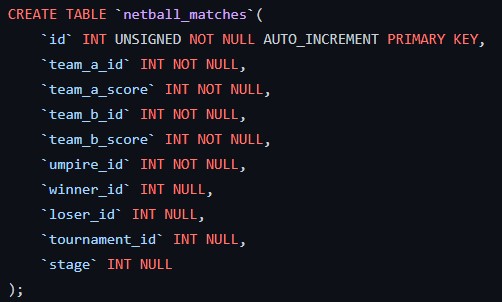 CREATE TABLE `netball_matches`(
    `id` INT UNSIGNED NOT NULL AUTO_INCREMENT PRIMARY KEY,
    `team_a_id` INT NOT NULL,
    `team_a_score` INT NOT NULL,
    `team_b_id` INT NOT NULL,
    `team_b_score` INT NOT NULL,
    `umpire_id` INT NOT NULL,
    `winner_id` INT NULL,
    `loser_id` INT NULL,
    `tournament_id` INT NULL,
    `stage` INT NULL
);